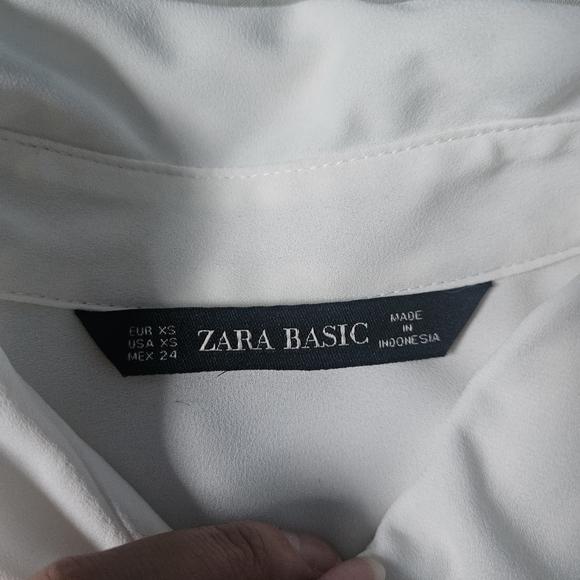 EUR XS
USA XS
MEX 24
ZARA BASIC
MADE
IN
INDONESIA